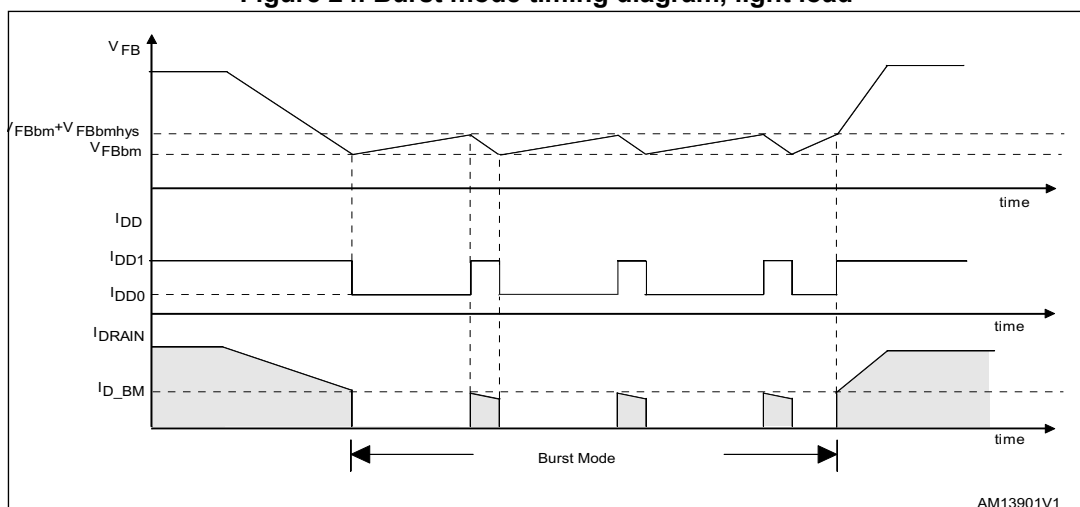 Figure 24. Burst mode timing diagram, light load
VFB
VFBbm+VFBbmhys
VFBbm
time
IDD
IDD1
IDD0
time
IDRAIN
ID_BM
time
Burst Mode
AM13901V1